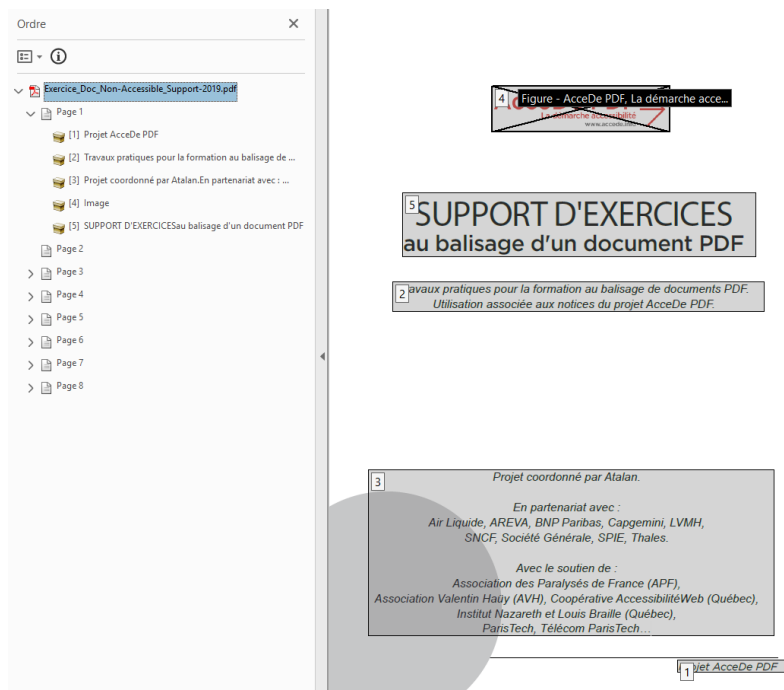 Ordre
Exercice_Doc_Non-Accessible_Support-2019.pdf
Page 1
[1] Projet AcceDe PDF
[2] Travaux pratiques pour la formation au balisage de ...
[3] Projet coordonné par Atalan.En partenariat avec : ...
[4] Image
[5] SUPPORT D'EXERCICESau balisage d'un document PDF
Page 2
Page 3
Page 4
Page 5
Page 6
Page 7
Page 8
4 Figure - AcceDe PDF, La démarche acce...
La démarche accessibilité
5
SUPPORT D'EXERCICES
au balisage d'un document PDF
2
avaux pratiques pour la formation au balisage de documents PDF.
Utilisation associée aux notices du projet AcceDe PDF.
3
Projet coordonné par Atalan.
En partenariat avec :
Air Liquide, AREVA, BNP Paribas, Capgemini, LVMH,
SNCF, Société Générale, SPIE, Thales.
Avec le soutien de :
Association des Paralysés de France (APF),
Association Valentin Haüy (AVH), Coopérative AccessibilitéWeb (Québec),
Institut Nazareth et Louis Braille (Québec),
ParisTech, Télécom ParisTech…
1
jet AcceDe PDF